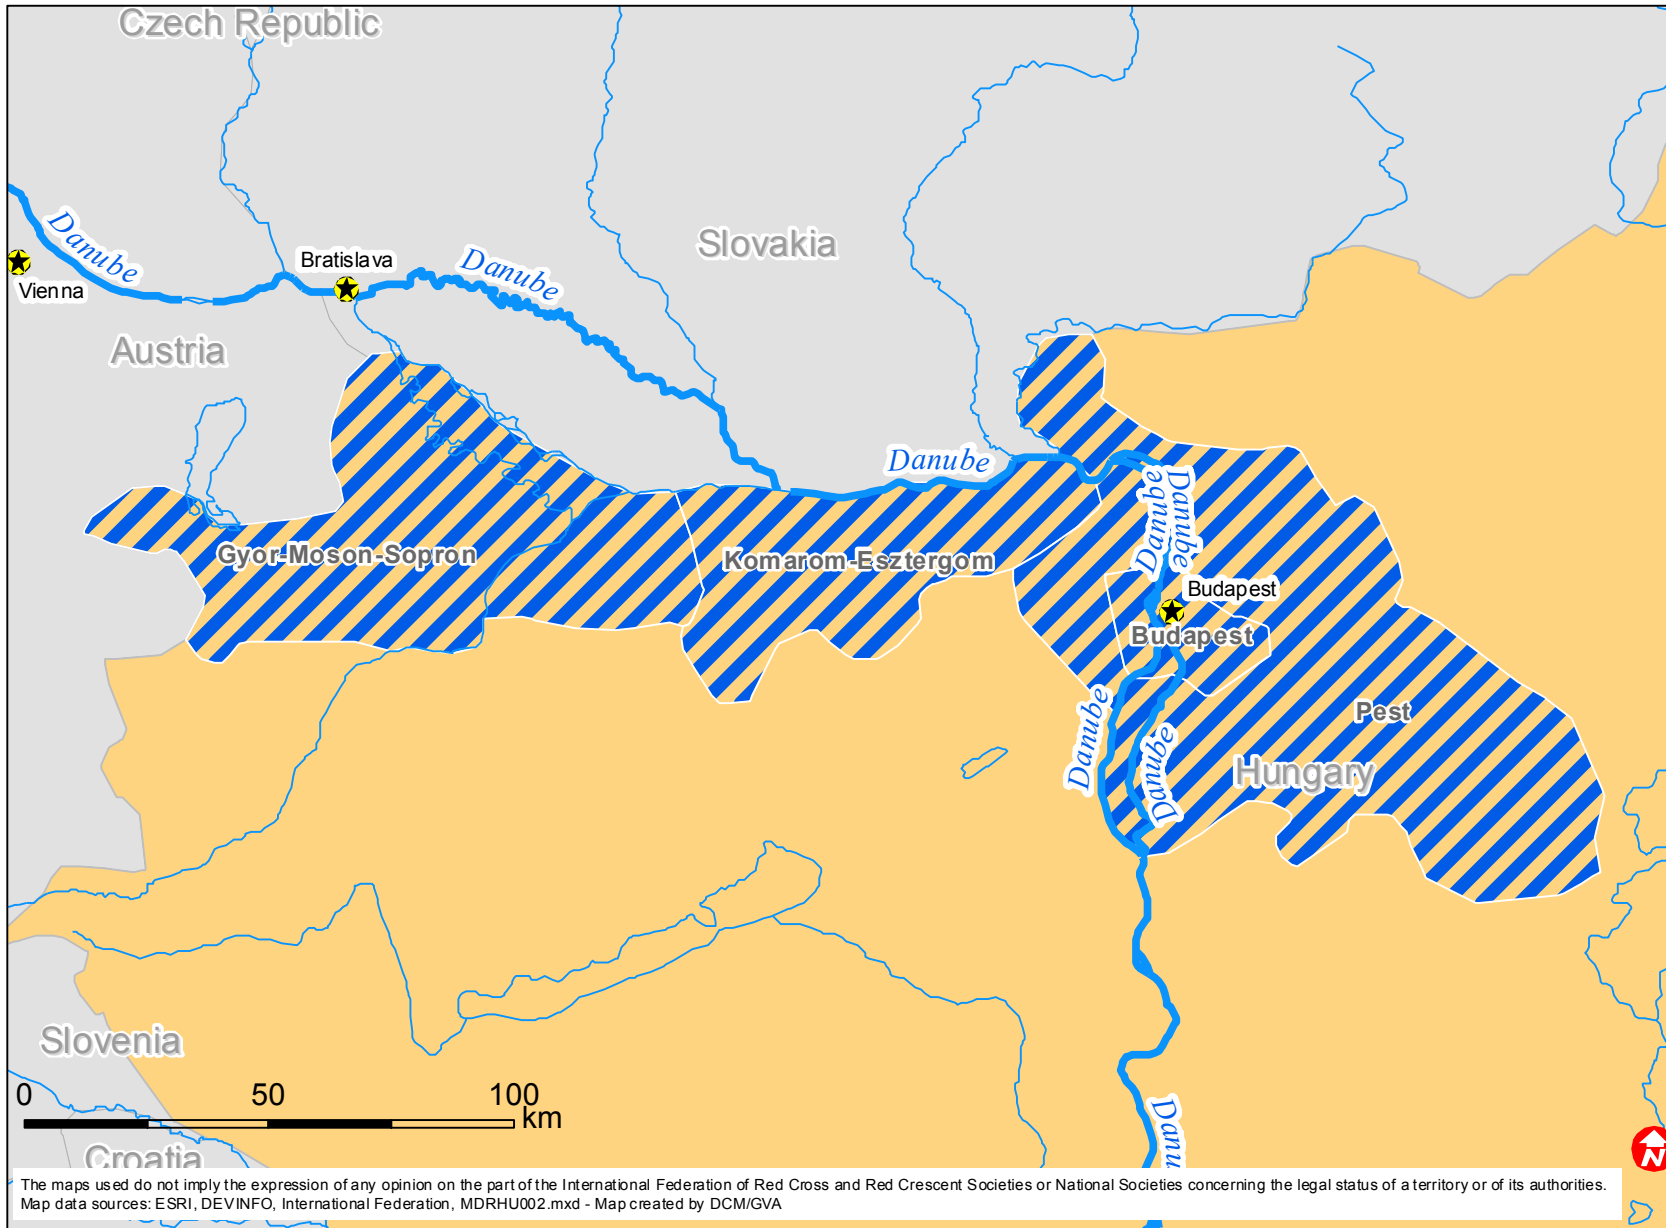 Czech Republic
Danube
Vienna
Bratislava
Danube
Slovakia
Austria
Danube
Danube
Danube
Gyor-Moson-Sopron
Komarom-Esztergom
Budapest
Budapest
Pest
Danube
Danube
Hungary
Slovenia
0 50 100
km
Croatia
Danu
N
The maps used do not imply the expression of any opinion on the part of the International Federation of Red Cross and Red Crescent Societies or National Societies concerning the legal status of a territory or of its authorities.
Map data sources: ESRI, DEVINFO, International Federation, MDRHU002.mxd - Map created by DCM/GVA